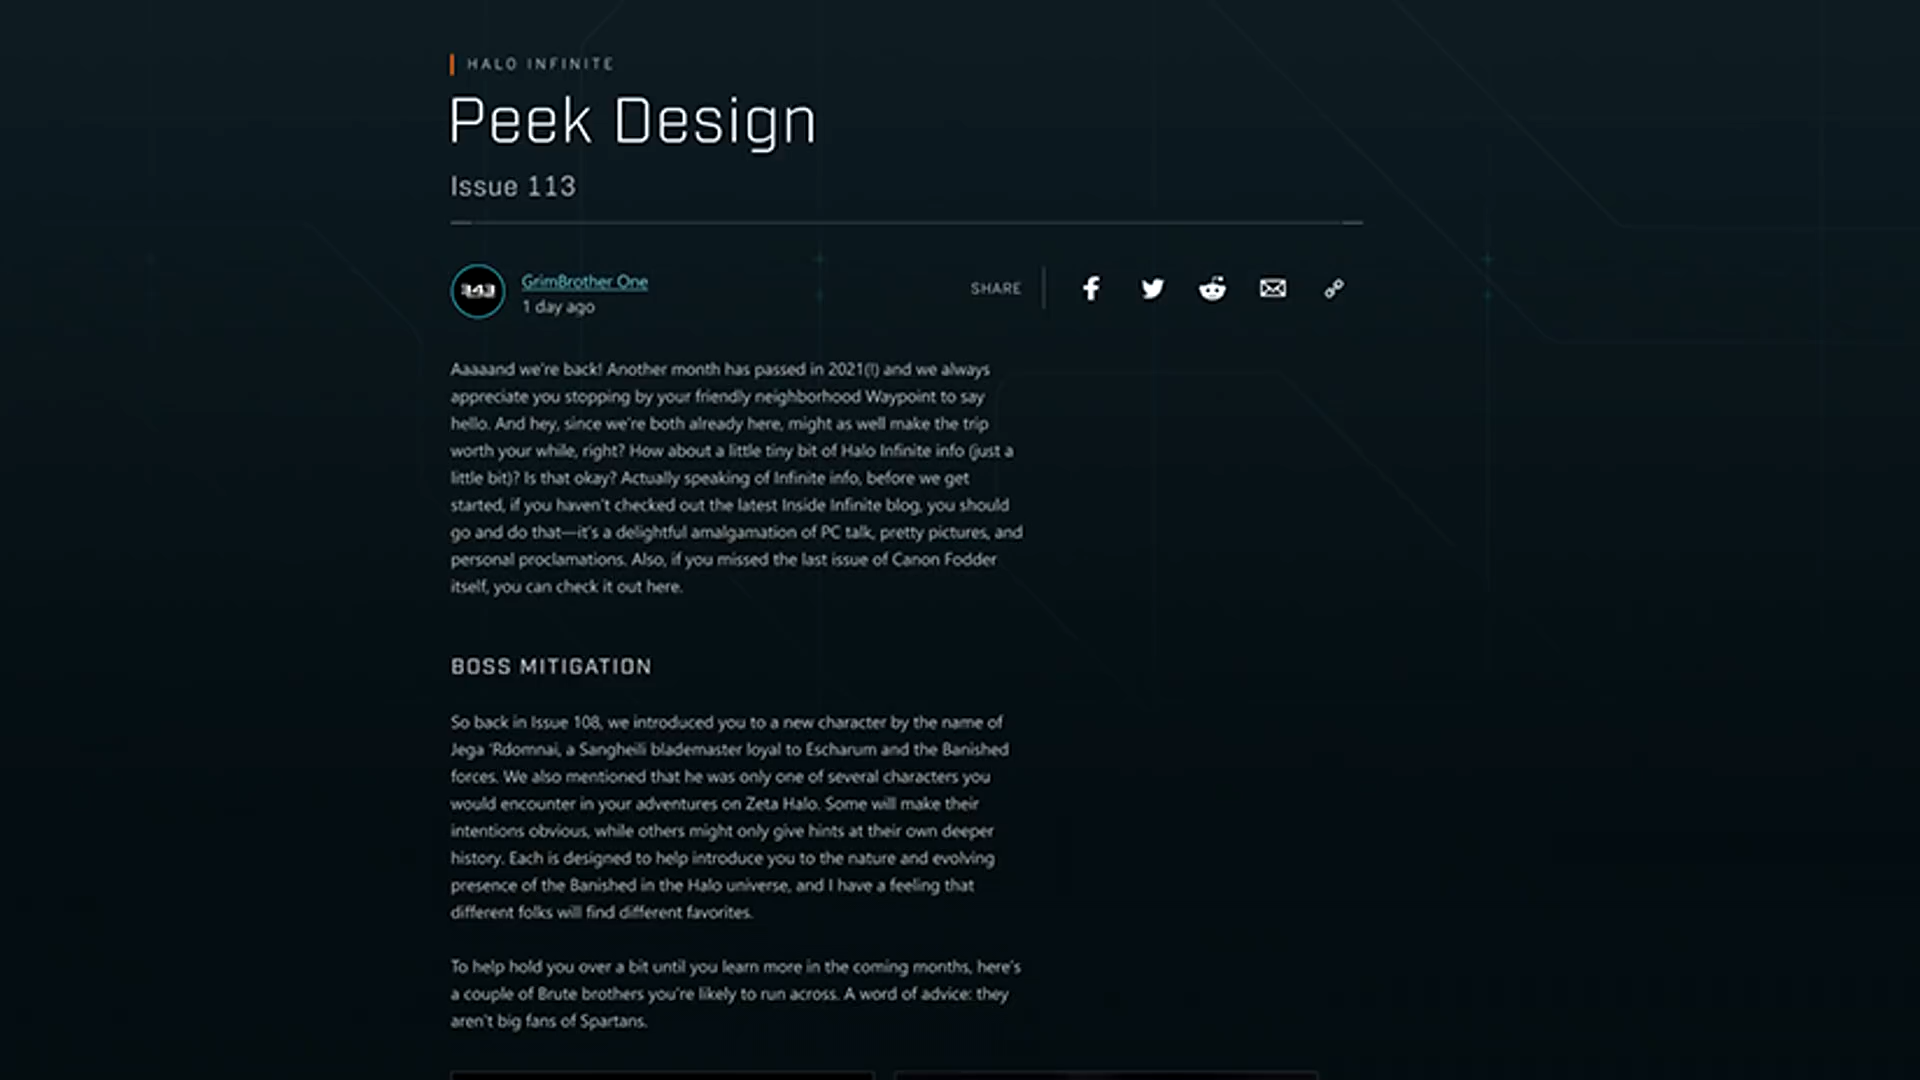 HALO INFINITE
Peek Design
Issue 113
343
GrimBrother One
1 day ago
SHARE
Aaaaand we're back! Another month has passed in 2021(!) and we always
appreciate you stopping by your friendly neighborhood Waypoint to say
hello. And hey, since we're both already here, might as well make the trip
worth your while, right? How about a little tiny bit of Halo Infinite info (just a
little bit)? Is that okay? Actually speaking of Infinite info, before we get
started, if you haven't checked out the latest Inside Infinite blog, you should
go and do that—it's a delightful amalgamation of PC talk, pretty pictures, and
personal proclamations. Also, if you missed the last issue of Canon Fodder
itself, you can check it out here.
BOSS MITIGATION
So back in Issue 108, we introduced you to a new character by the name of
Jega 'Rdomnai, a Sangheili blademaster loyal to Escharum and the Banished
forces. We also mentioned that he was only one of several characters you
would encounter in your adventures on Zeta Halo. Some will make their
intentions obvious, while others might only give hints at their own deeper
history. Each is designed to help introduce you to the nature and evolving
presence of the Banished in the Halo universe, and I have a feeling that
different folks will find different favorites.
To help hold you over a bit until you learn more in the coming months, here's
a couple of Brute brothers you're likely to run across. A word of advice: they
aren't big fans of Spartans.